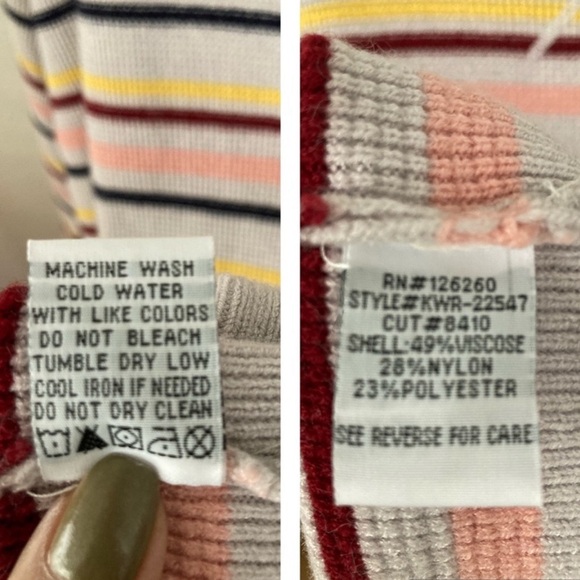 MACHINE WASH
COLD WATER
WITH LIKE COLORS
DO NOT BLEACH
TUMBLE DRY LOW
COOL IRON IF NEEDED
DO NOT DRY CLEAN
RN#126260
STYLE#KWR-22547
CUT#8410
SHELL:49%VISCOSE
28%NYLON
23%POLYESTER
SEE REVERSE FOR CARE